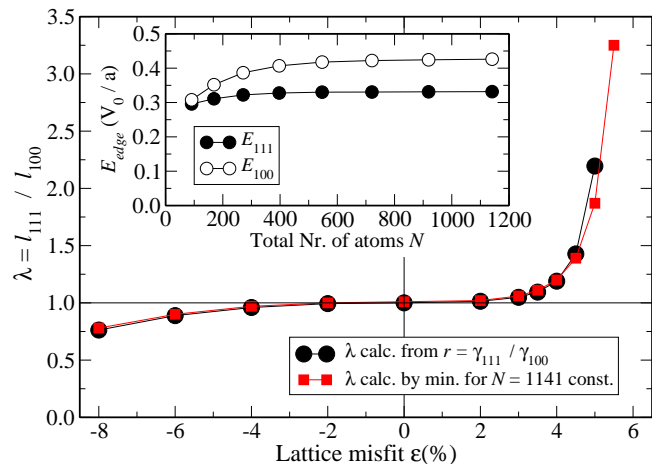 3.5
3.0
2.5
2.0
1.5
1.0
0.5
0.0
λ = l111 / l100
-8 -6 -4 -2 0 2 4 6
Lattice misfit ε(%)
λ calc. from r = γ111 / γ100
λ calc. by min. for N = 1141 const.
0.5
0.4
0.3
0.2
0.1
0.0
Eedge (V0 / a)
E111
E100
0 200 400 600 800 1000 1200
Total Nr. of atoms N